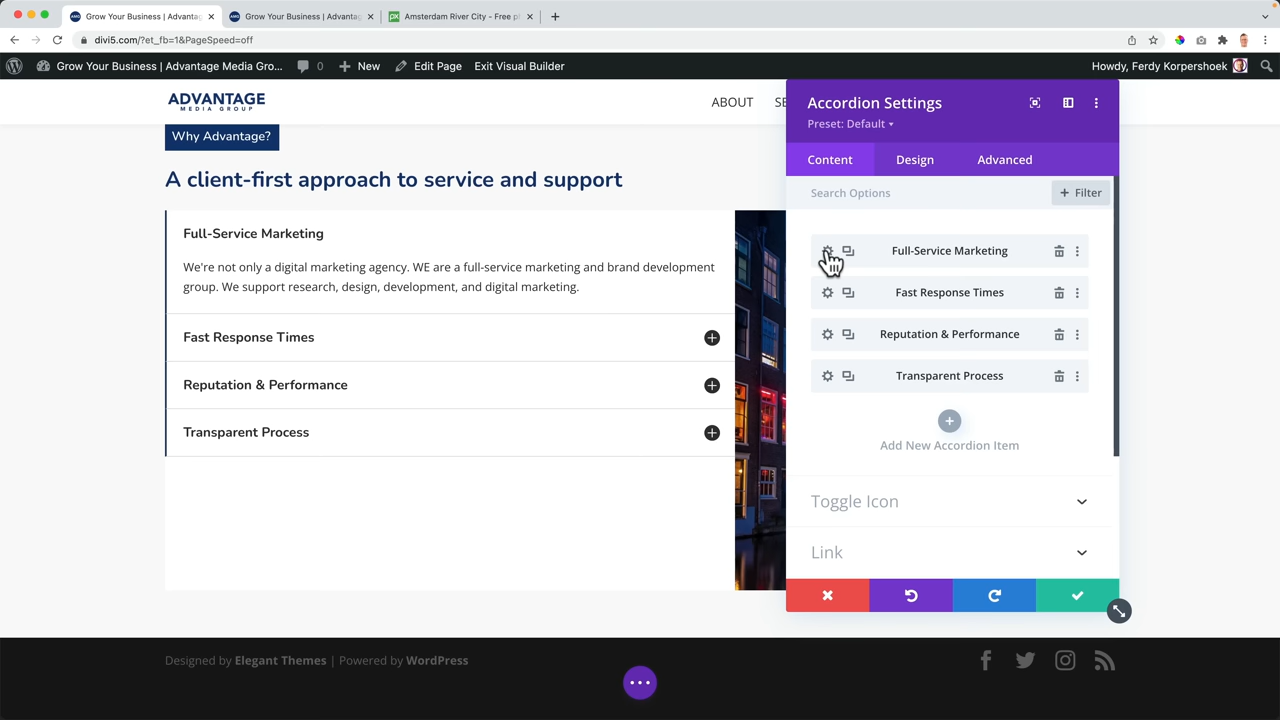 Grow Your Business | Advantag
Grow Your Business | Advantag
Amsterdam River City - Free pl
divi5.com/?et_fb=1&PageSpeed=off
Grow Your Business | Advantage Media Gro...
0
New
Edit Page
Exit Visual Builder
Howdy, Ferdy Korpershoek
ADVANTAGE
MEDIA GROUP
ABOUT
SE
Why Advantage?
A client-first approach to service and support
Full-Service Marketing
We're not only a digital marketing agency. WE are a full-service marketing and brand development
group. We support research, design, development, and digital marketing.
Fast Response Times
Reputation & Performance
Transparent Process
Accordion Settings
Preset: Default
Content
Design
Advanced
Search Options
+ Filter
Full-Service Marketing
Fast Response Times
Reputation & Performance
Transparent Process
Add New Accordion Item
Toggle Icon
Link
Designed by Elegant Themes | Powered by WordPress